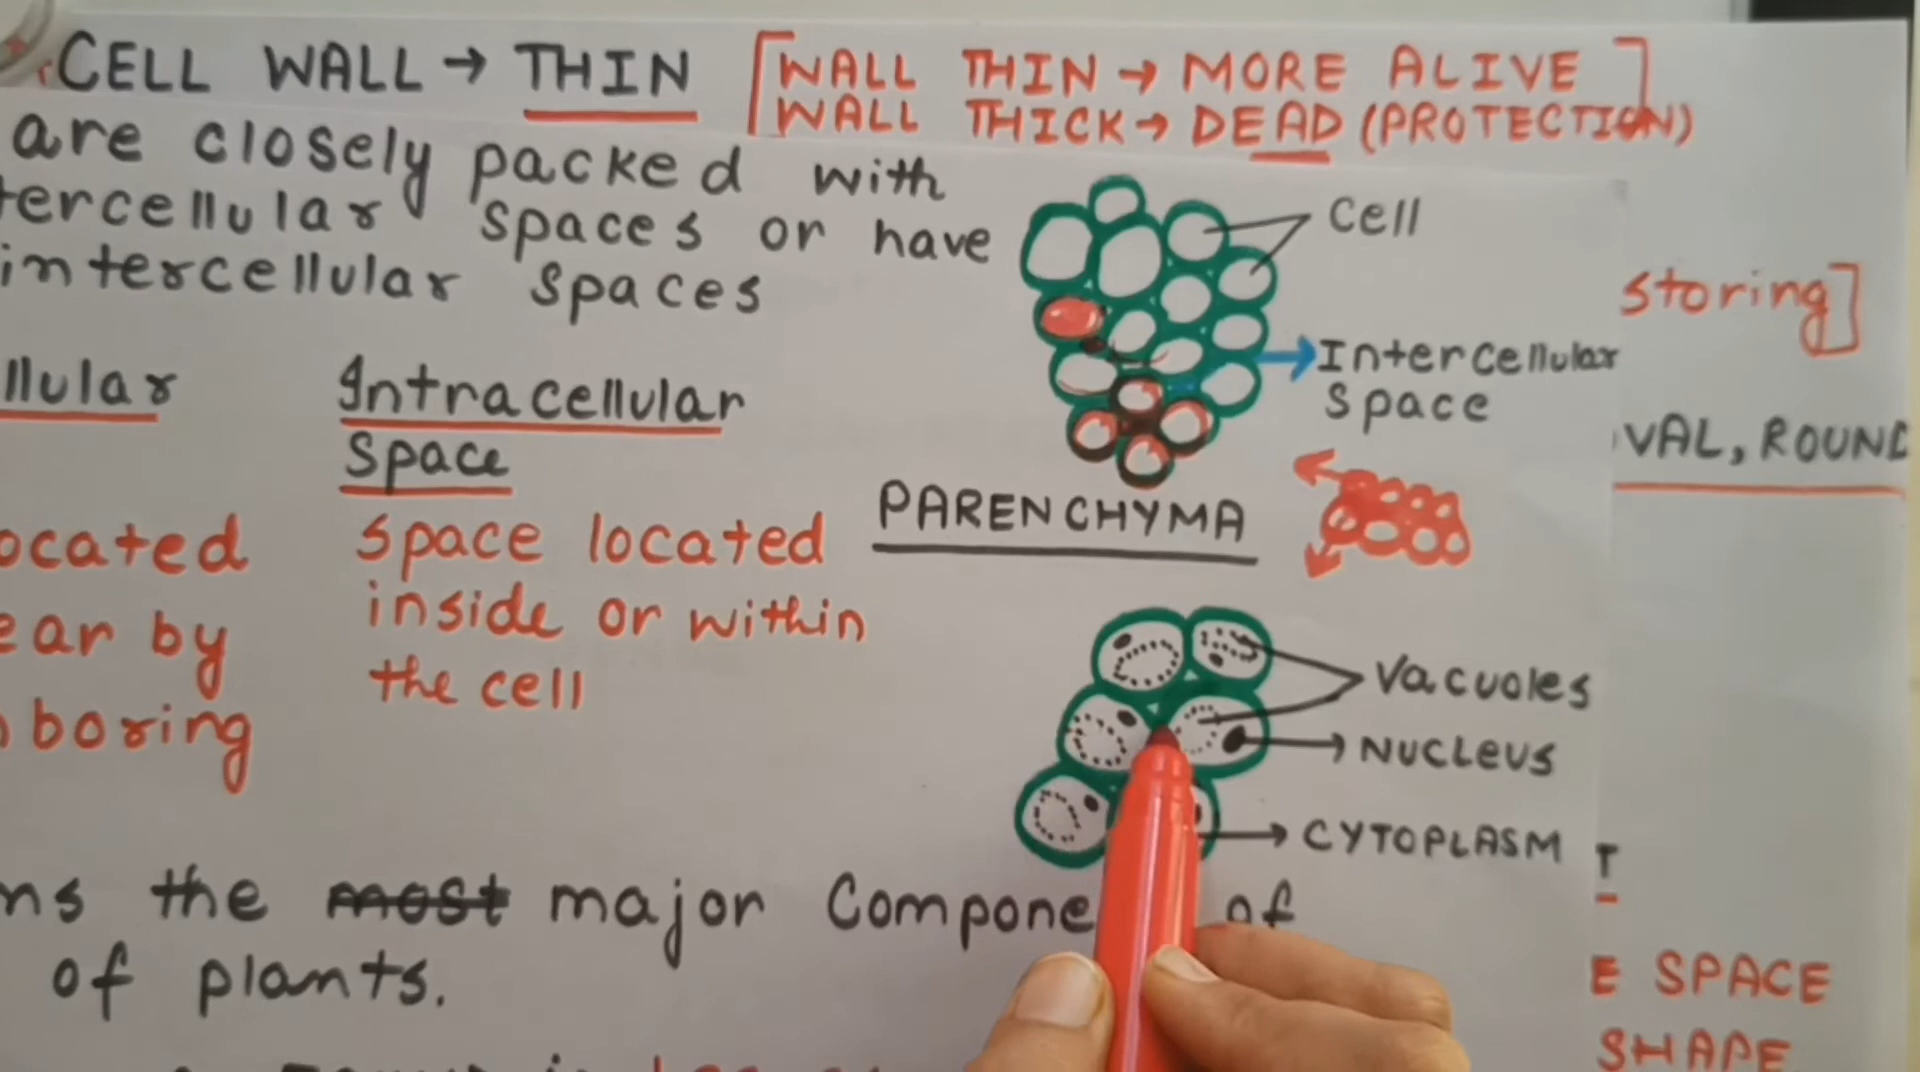 CELL WALL → THIN [WALL THIN → MORE ALIVE]
WALL THICK → DEAD (PROTECTION)
are closely packed with
tercellular spaces or have
intercellular spaces
Cell
storing]
Intercellular
Space
llular Intracellular
Space
VAL, ROUND
PARENCHYMA
ocated space located
ear by inside or within
boring the cell
Vacuoles
NUCLEUS
CYTOPLASM
T
ns the most major Compone of
of plants.
E SPACE
SHAPE